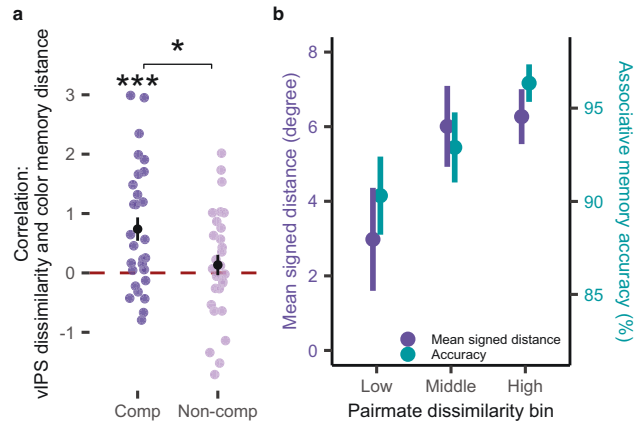 a
b
Correlation:
vIPS dissimilarity and color memory distance
3
2
1
0
-1
***
*
Comp
Non-comp
Mean signed distance (degree)
8
6
4
2
0
Associative memory
accuracy (%)
95
90
85
Mean signed distance
Accuracy
Low
Middle
High
Pairmate dissimilarity bin